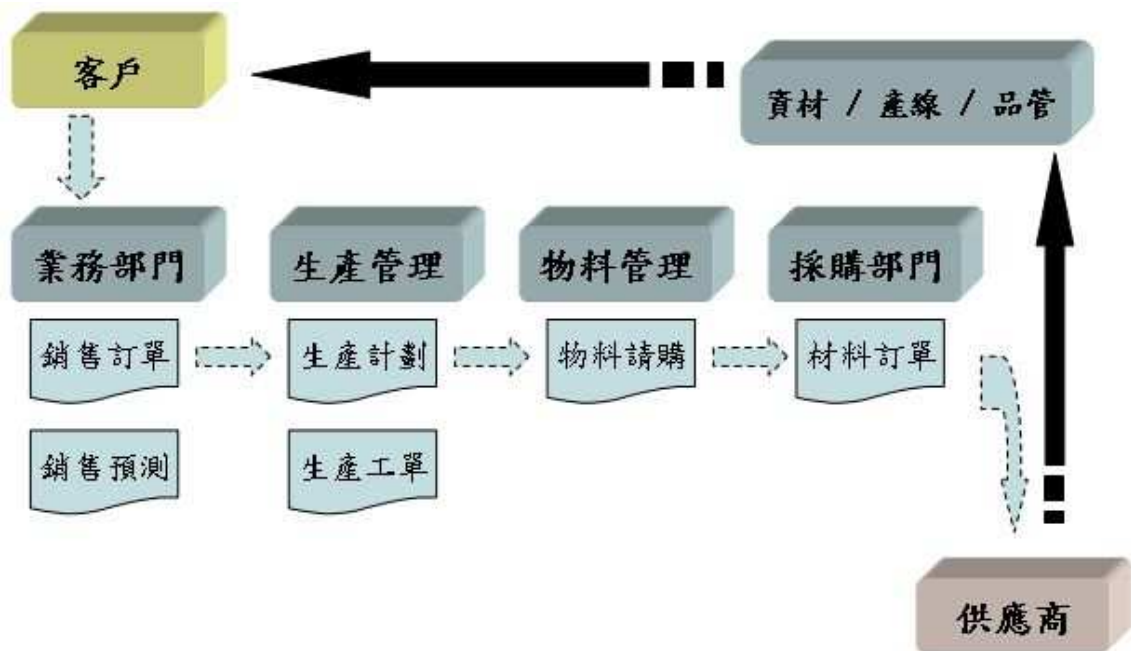 客戶
資材 / 產線 / 品管
業務部門
生產管理
物料管理
採購部門
銷售訂單
生產計劃
物料請購
材料訂單
銷售預測
生產工單
供應商